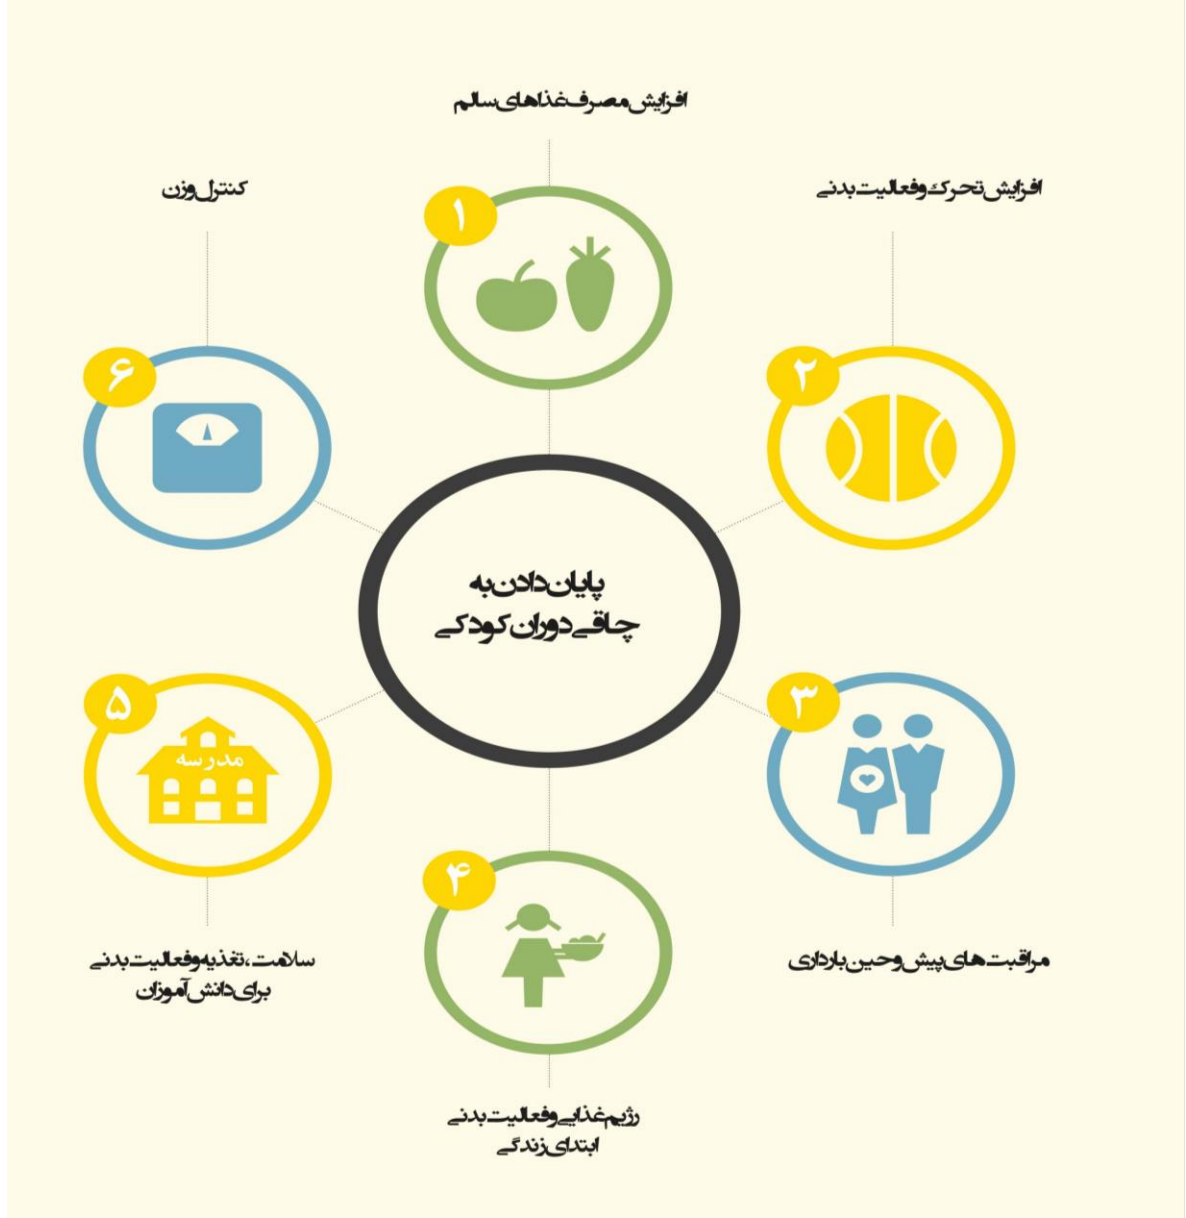 افزایش مصرف غذاهای سالم
۱
افزایش تحرک و فعالیت بدنی
۲
مراقبت های پیش و حین بارداری
۳
رژیم غذایی و فعالیت بدنی
ابتدای زندگی
۴
سلامت، تغذیه و فعالیت بدنی
برای دانش آموزان
۵
مدرسه
کنترل وزن
۶
پایان دادن به
چاقی دوران کودکی